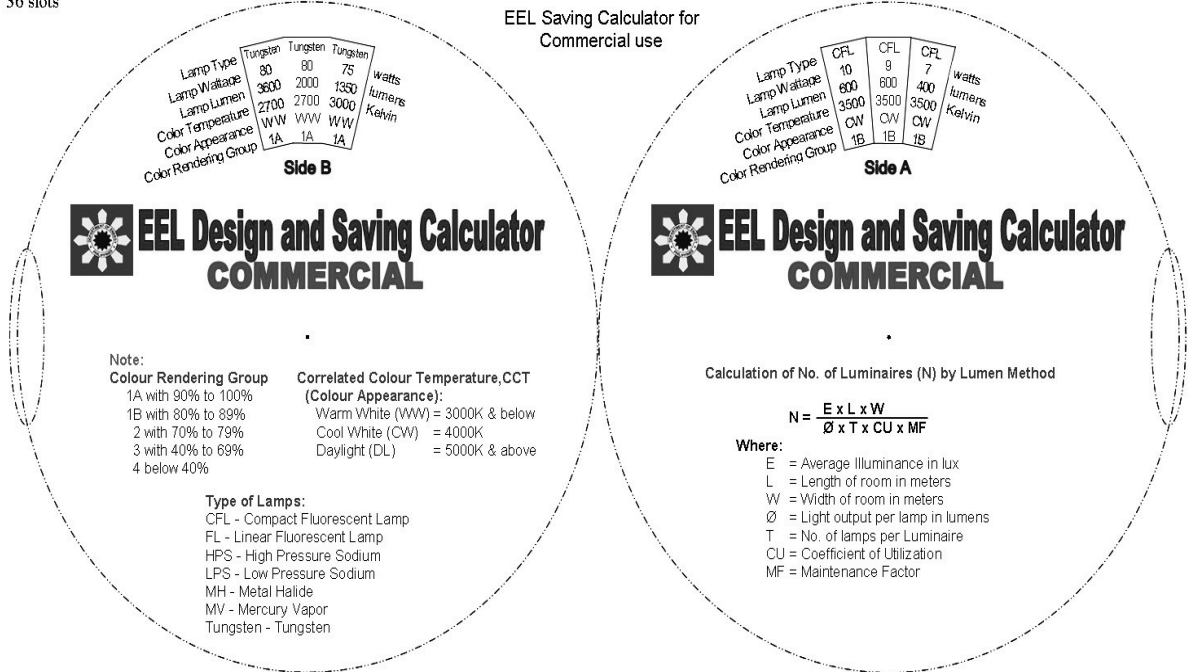 36 slots
EEL Saving Calculator for
Commercial use
Lamp Type Tungsten Tungsten Tungsten
Lamp Wattage 80 80 75 watts
Lamp Lumen 3600 2000 1350 lumens
Color Temperature 2700 2700 3000 Kelvin
Color Appearance WW WW WW
Color Rendering Group 1A 1A 1A
Side B
EEL Design and Saving Calculator
COMMERCIAL
Note:
Colour Rendering Group
1A with 90% to 100%
1B with 80% to 89%
2 with 70% to 79%
3 with 40% to 69%
4 below 40%
Correlated Colour Temperature,CCT
(Colour Appearance):
Warm White (WW) = 3000K & below
Cool White (CW) = 4000K
Daylight (DL) = 5000K & above
Type of Lamps:
CFL - Compact Fluorescent Lamp
FL - Linear Fluorescent Lamp
HPS - High Pressure Sodium
LPS - Low Pressure Sodium
MH - Metal Halide
MV - Mercury Vapor
Tungsten - Tungsten
Lamp Type CFL CFL CFL
Lamp Wattage 10 9 7 watts
Lamp Lumen 600 600 400 lumens
Color Temperature 3500 3500 3500 Kelvin
Color Appearance CW CW CW
Color Rendering Group 1B 1B 1B
Side A
EEL Design and Saving Calculator
COMMERCIAL
Calculation of No. of Luminaires (N) by Lumen Method
N = E x L x W
Ø x T x CU x MF
Where:
E = Average Illuminance in lux
L = Length of room in meters
W = Width of room in meters
Ø = Light output per lamp in lumens
T = No. of lamps per Luminaire
CU = Coefficient of Utilization
MF = Maintenance Factor